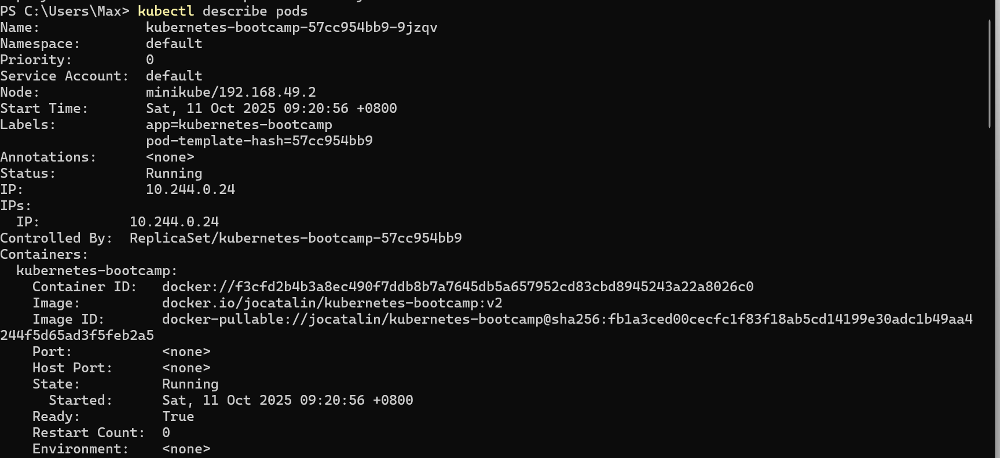 PS C:\Users\Max> kubectl describe pods
Name:             kubernetes-bootcamp-57cc954bb9-9jzqv
Namespace:        default
Priority:         0
Service Account:  default
Node:             minikube/192.168.49.2
Start Time:       Sat, 11 Oct 2025 09:20:56 +0800
Labels:           app=kubernetes-bootcamp
                  pod-template-hash=57cc954bb9
Annotations:      <none>
Status:           Running
IP:               10.244.0.24
IPs:
  IP:           10.244.0.24
Controlled By:  ReplicaSet/kubernetes-bootcamp-57cc954bb9
Containers:
  kubernetes-bootcamp:
    Container ID:   docker://f3cfd2b4b3a8ec490f7ddb8b7a7645db5a657952cd83cbd8945243a22a8026c0
    Image:          docker.io/jocatalin/kubernetes-bootcamp:v2
    Image ID:       docker-pullable://jocatalin/kubernetes-bootcamp@sha256:fb1a3ced00cecfc1f83f18ab5cd14199e30adc1b49aa4
244f5d65ad3f5feb2a5
    Port:           <none>
    Host Port:      <none>
    State:          Running
      Started:      Sat, 11 Oct 2025 09:20:56 +0800
    Ready:          True
    Restart Count:  0
    Environment:    <none>